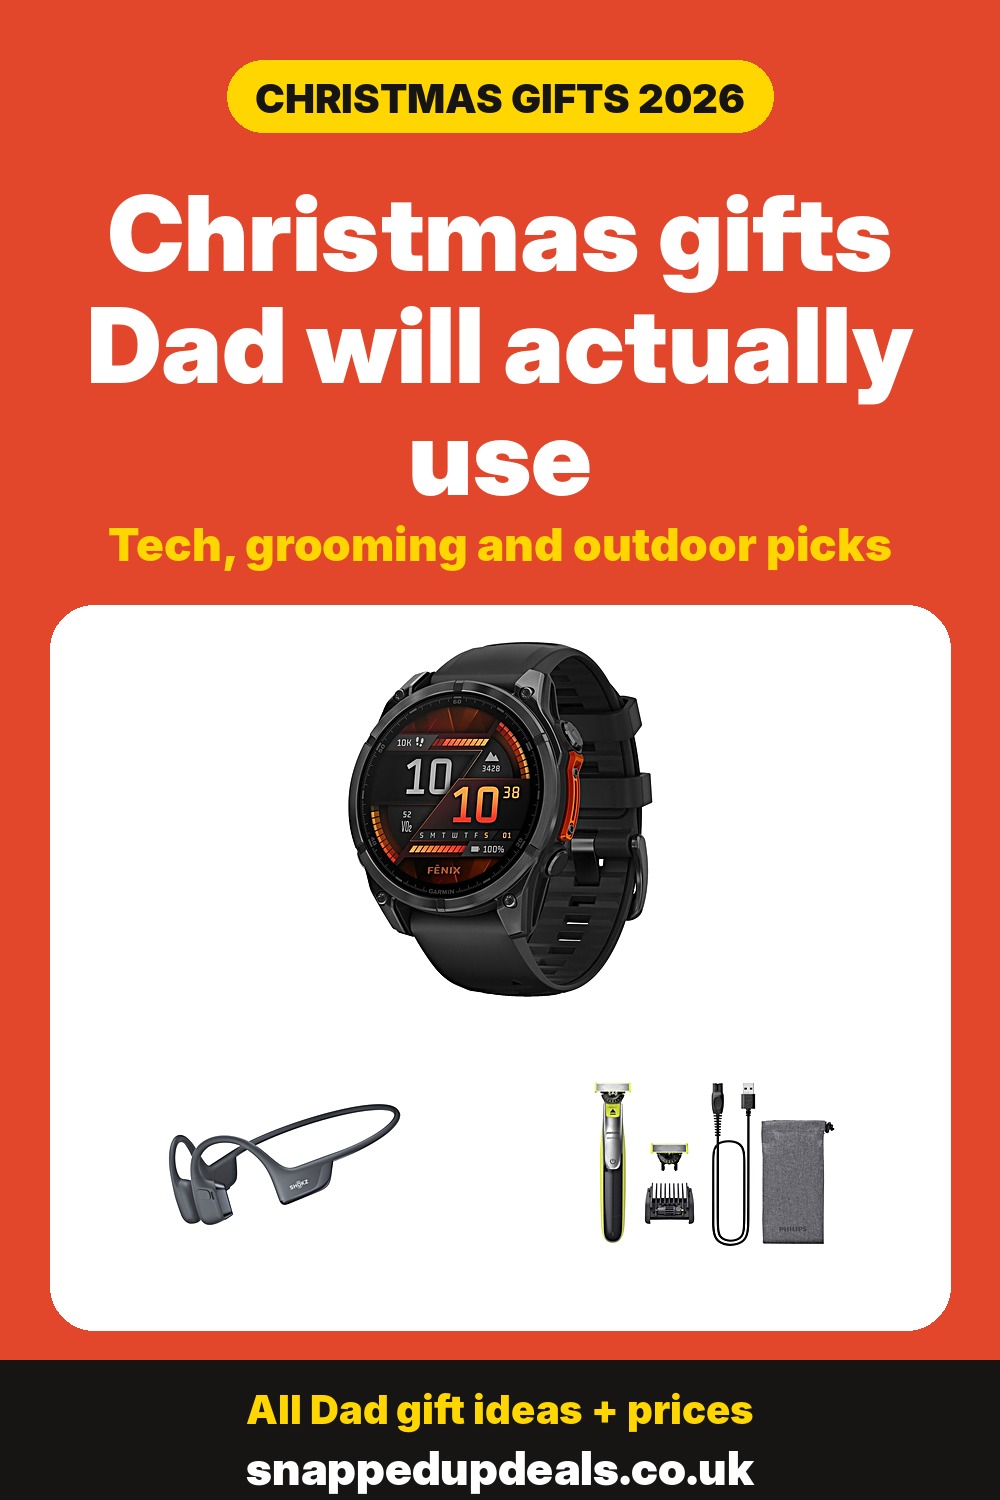 CHRISTMAS GIFTS 2026
Christmas gifts
Dad will actually
use
Tech, grooming and outdoor picks
60
10K
3428
10
10 38
52
VO₂
S M T W T F S 01
100%
FĒNIX
GARMIN
SHOKZ
PHILIPS
All Dad gift ideas + prices
snappedupdeals.co.uk